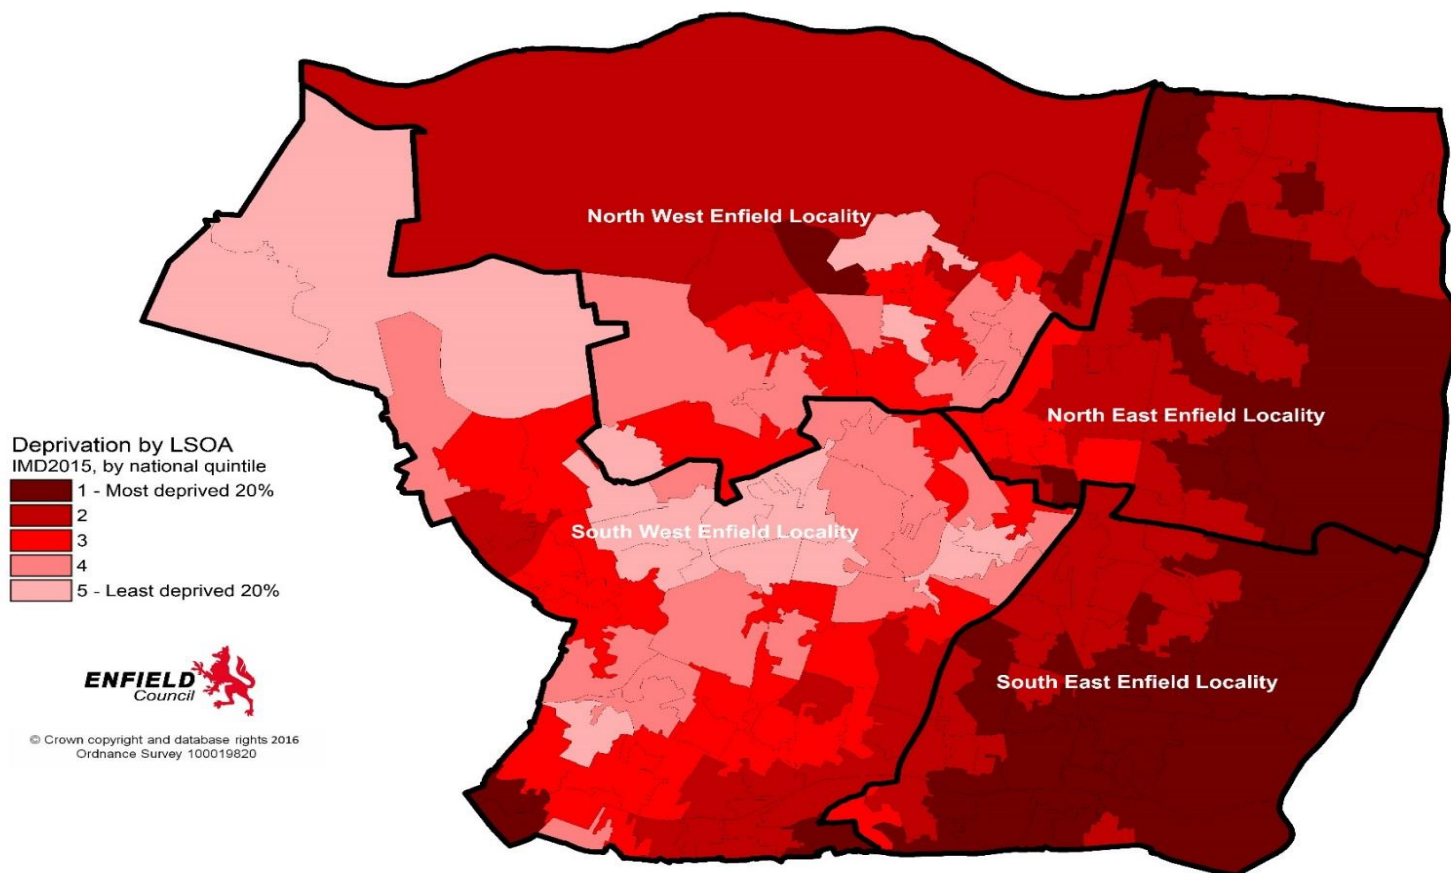 North West Enfield Locality
North East Enfield Locality
South West Enfield Locality
South East Enfield Locality
Deprivation by LSOA
IMD2015, by national quintile
1 - Most deprived 20%
2
3
4
5 - Least deprived 20%
ENFIELD
Council
© Crown copyright and database rights 2016
Ordnance Survey 100019820